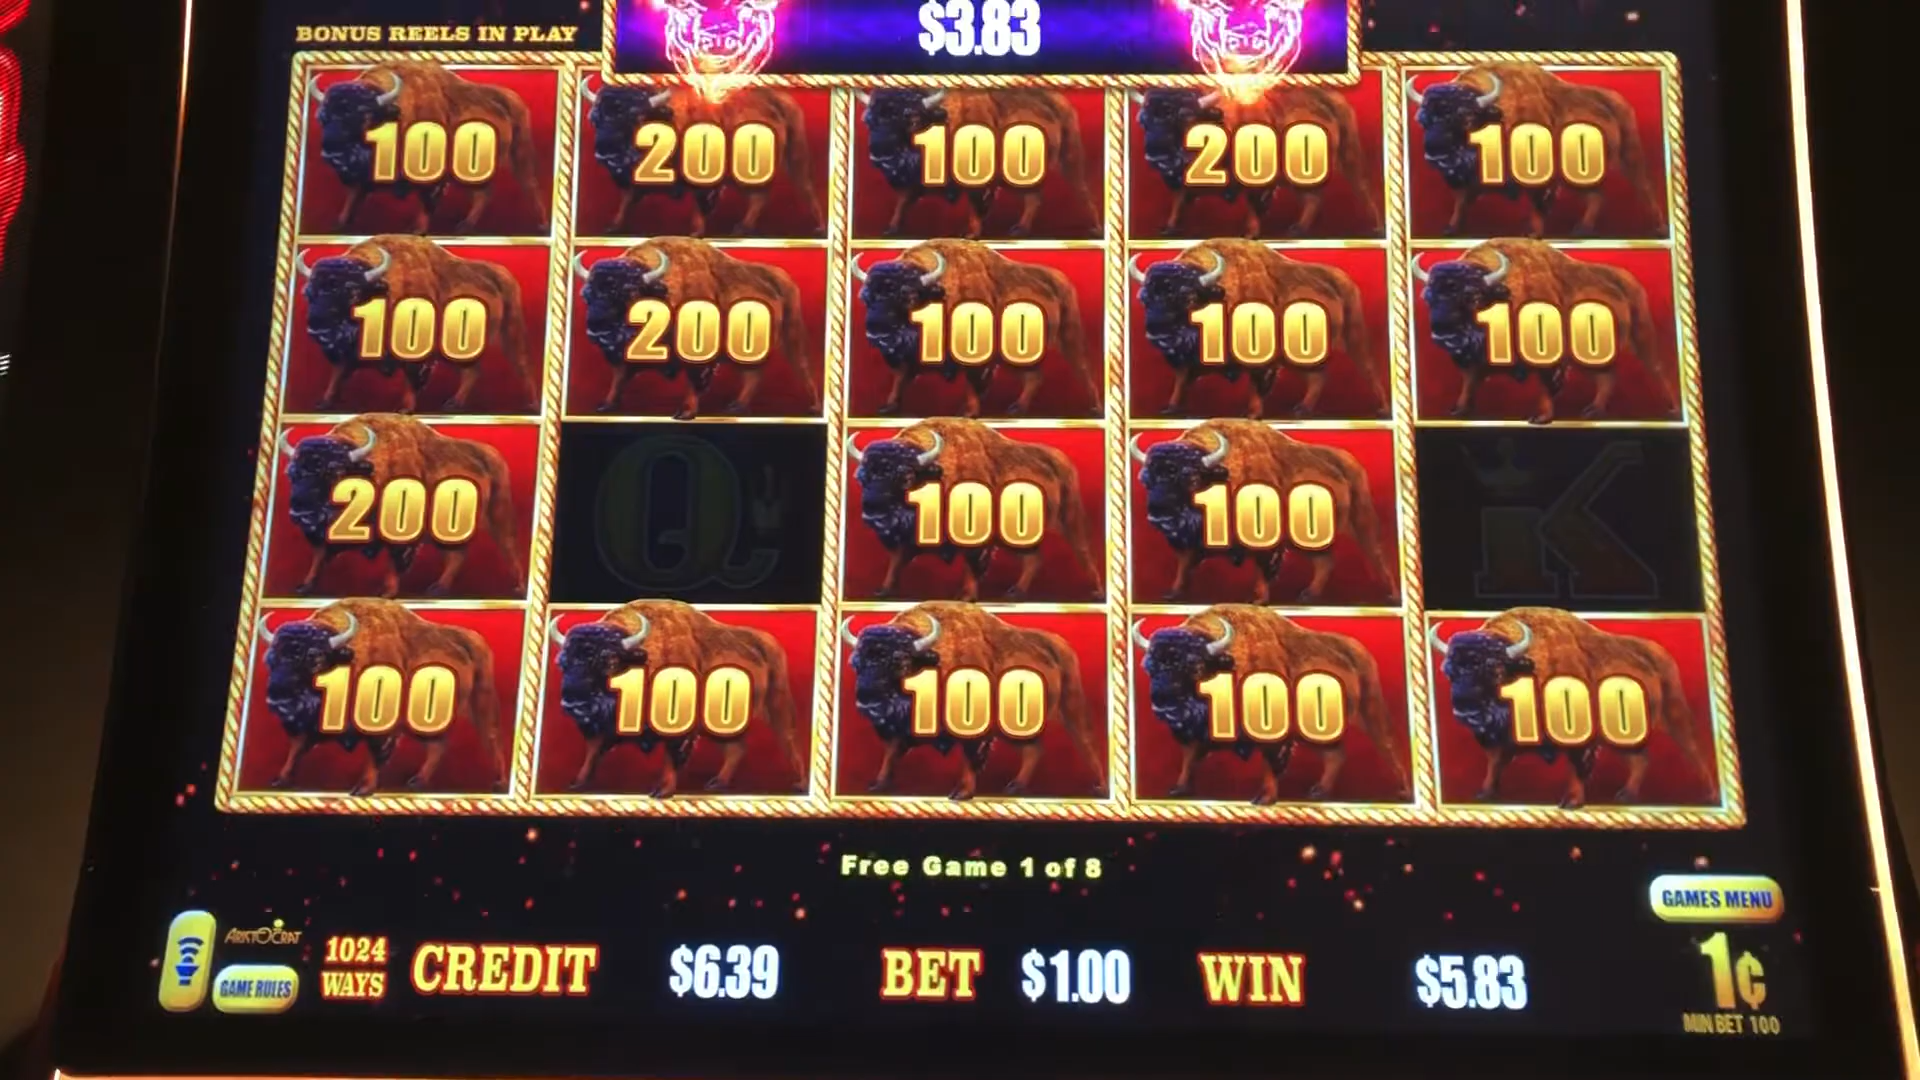 BONUS REELS IN PLAY
$3.83
100 200 100 200 100
100 200 100 100 100
200 Q 100 100 K
100 100 100 100 100
Free Game 1 of 8
GAMES MENU
ARISTOCRAT
GAME RULES
1024 WAYS
CREDIT $6.39 BET $1.00 WIN $5.83
1¢
MIN BET 100